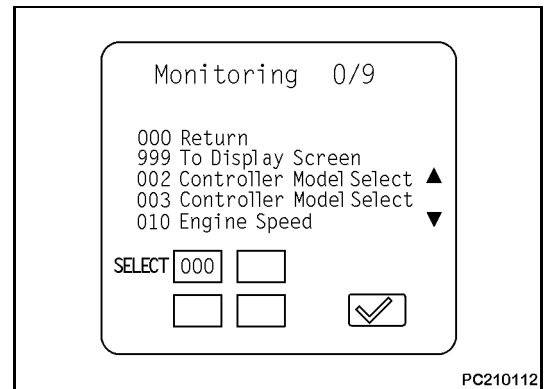 Monitoring 0/9
000 Return
999 To Display Screen
002 Controller Model Select ▲
003 Controller Model Select
010 Engine Speed ▼
SELECT 000
PC210112